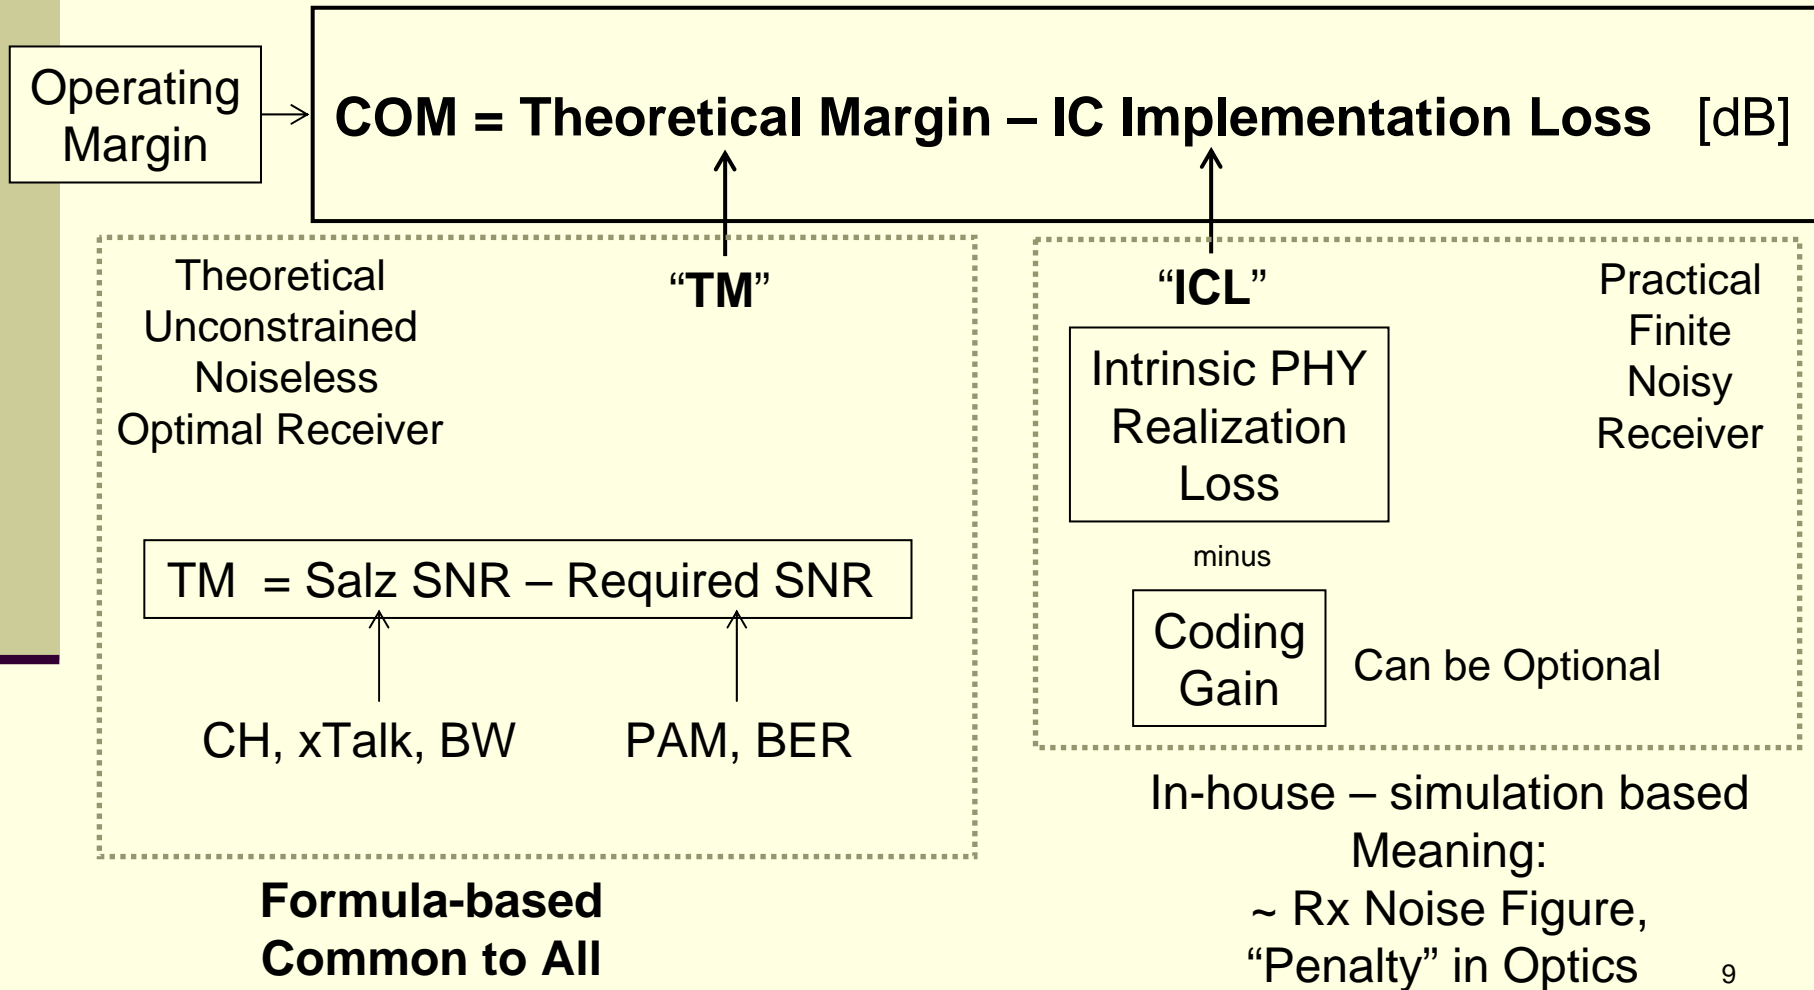 Operating
Margin
COM = Theoretical Margin – IC Implementation Loss [dB]
Theoretical
Unconstrained
Noiseless
Optimal Receiver
“TM”
TM = Salz SNR – Required SNR
CH, xTalk, BW
PAM, BER
Formula-based
Common to All
“ICL”
Intrinsic PHY
Realization
Loss
minus
Coding
Gain
Can be Optional
Practical
Finite
Noisy
Receiver
In-house – simulation based
Meaning:
~ Rx Noise Figure,
“Penalty” in Optics
9